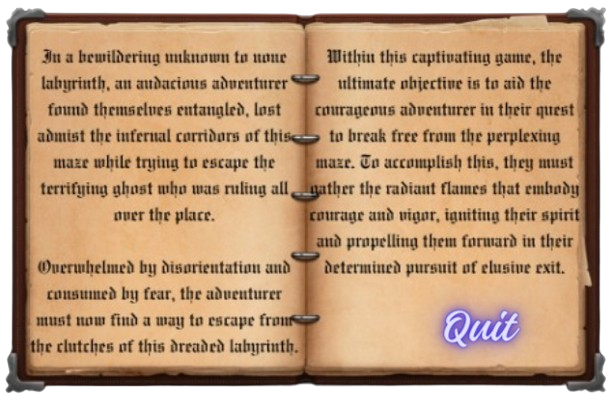 In a bewildering unknown to none
labyrinth, an audacious adventurer
found themselves entangled, lost
admist the infernal corridors of this
maze while trying to escape the
terrifying ghost who was ruling all
over the place.
Overwhelmed by disorientation and
consumed by fear, the adventurer
must now find a way to escape from
the clutches of this dreaded labyrinth.
Within this captivating game, the
ultimate objective is to aid the
courageous adventurer in their quest
to break free from the perplexing
maze. To accomplish this, they must
gather the radiant flames that embody
courage and vigor, igniting their spirit
and propelling them forward in their
determined pursuit of elusive exit.
Quit